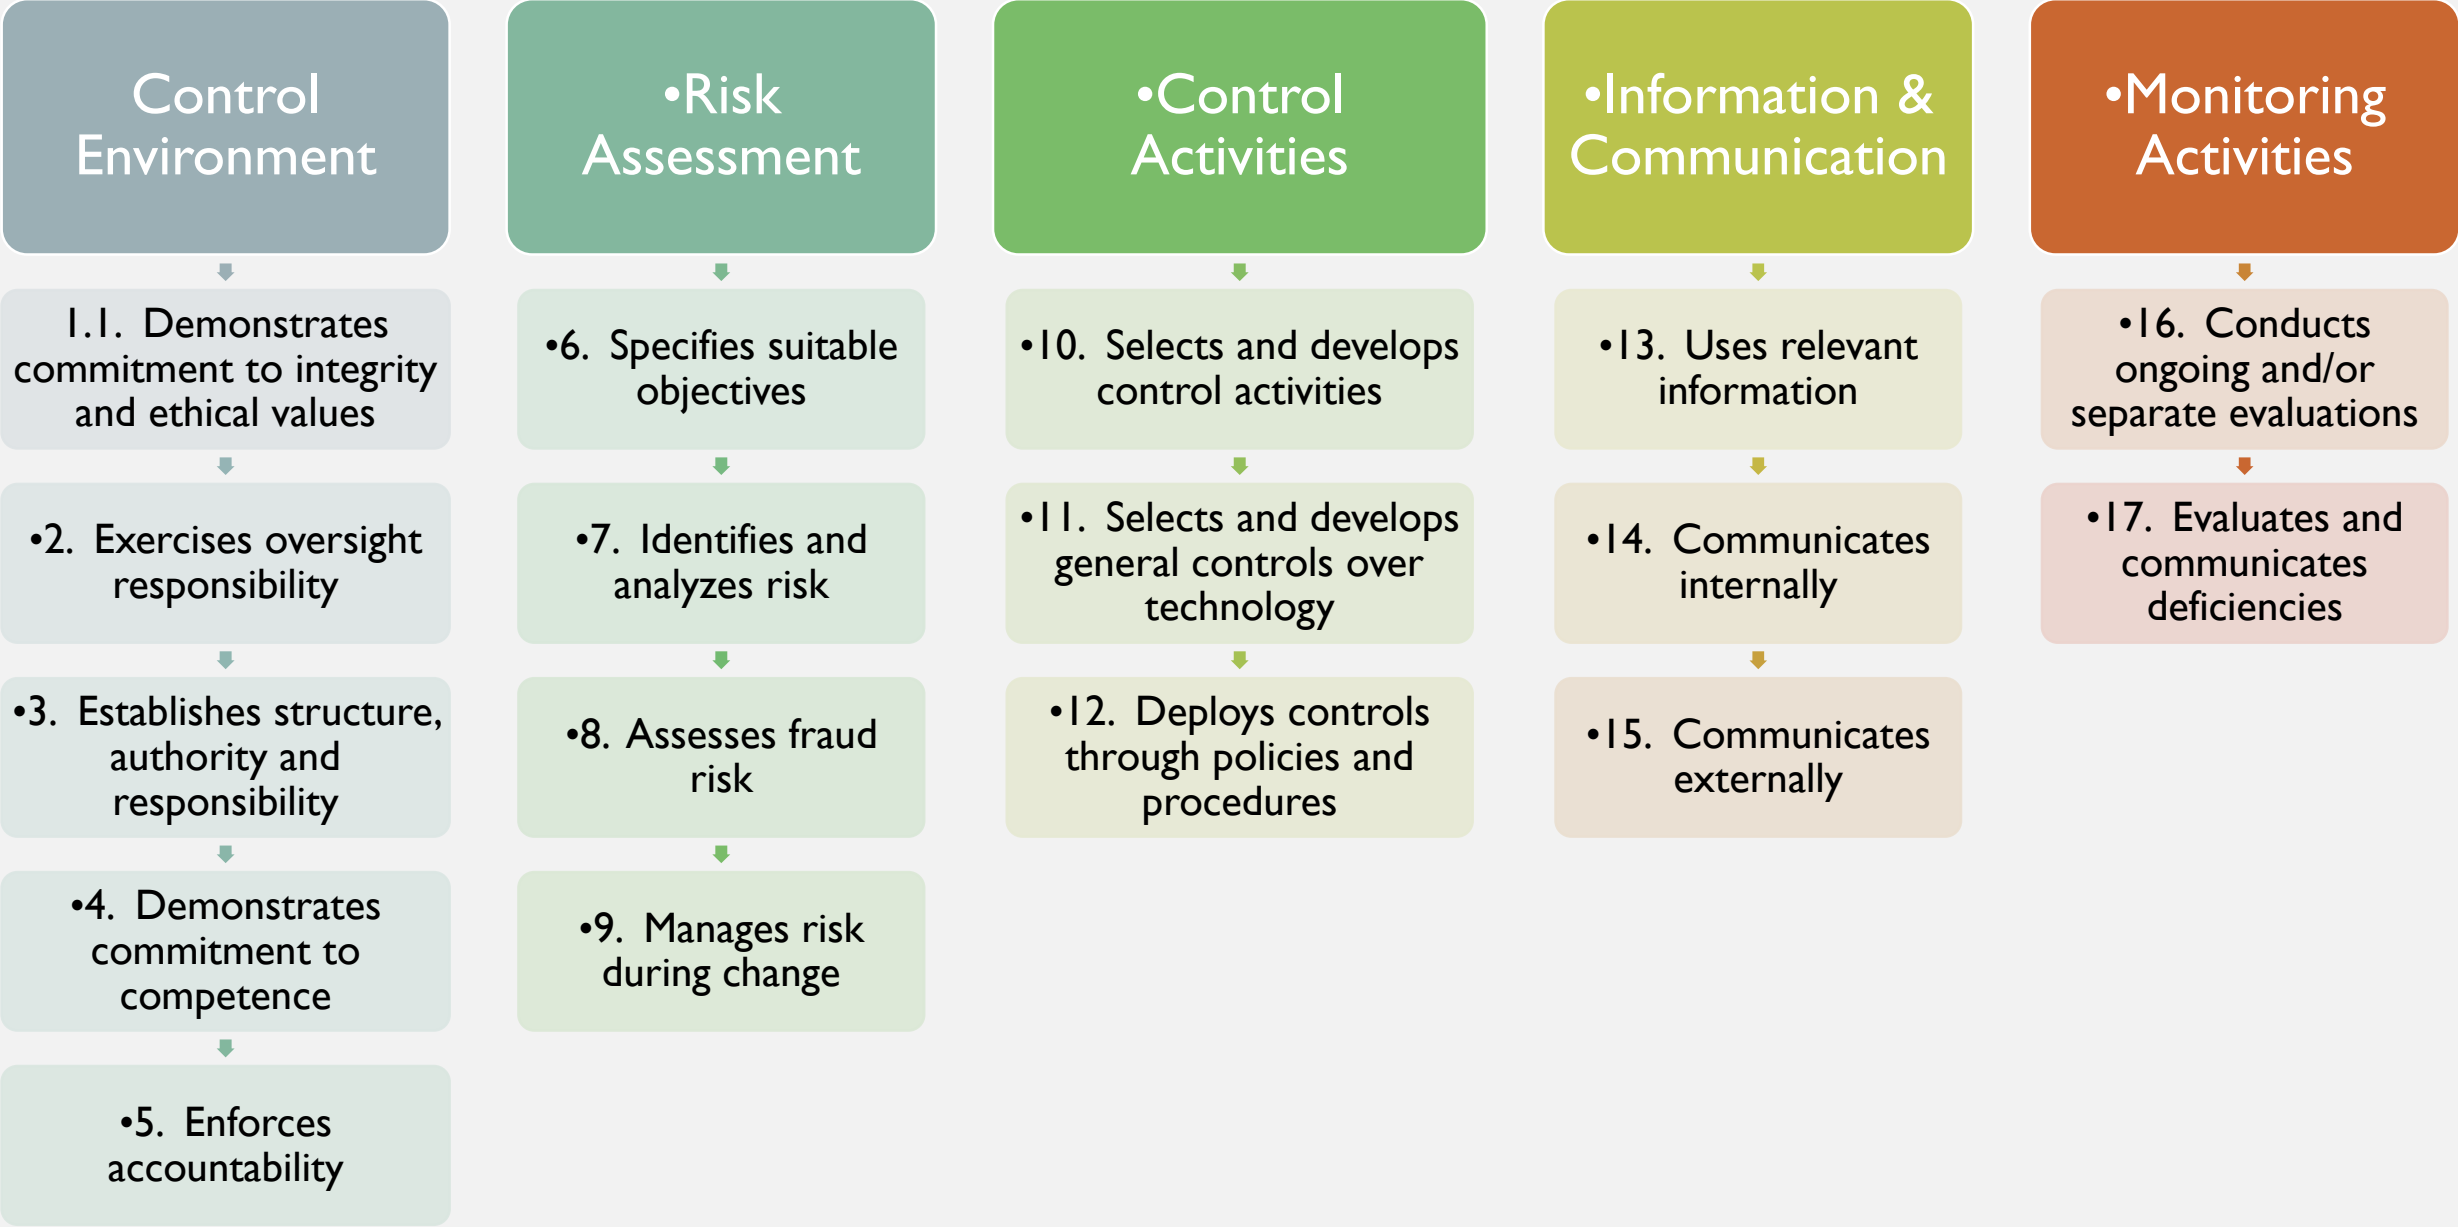 Control
Environment
1.1. Demonstrates
commitment to integrity
and ethical values
•2. Exercises oversight
responsibility
•3. Establishes structure,
authority and
responsibility
•4. Demonstrates
commitment to
competence
•5. Enforces
accountability
•Risk
Assessment
•6. Specifies suitable
objectives
•7. Identifies and
analyzes risk
•8. Assesses fraud
risk
•9. Manages risk
during change
•Control
Activities
•10. Selects and develops
control activities
•11. Selects and develops
general controls over
technology
•12. Deploys controls
through policies and
procedures
•Information &
Communication
•13. Uses relevant
information
•14. Communicates
internally
•15. Communicates
externally
•Monitoring
Activities
•16. Conducts
ongoing and/or
separate evaluations
•17. Evaluates and
communicates
deficiencies